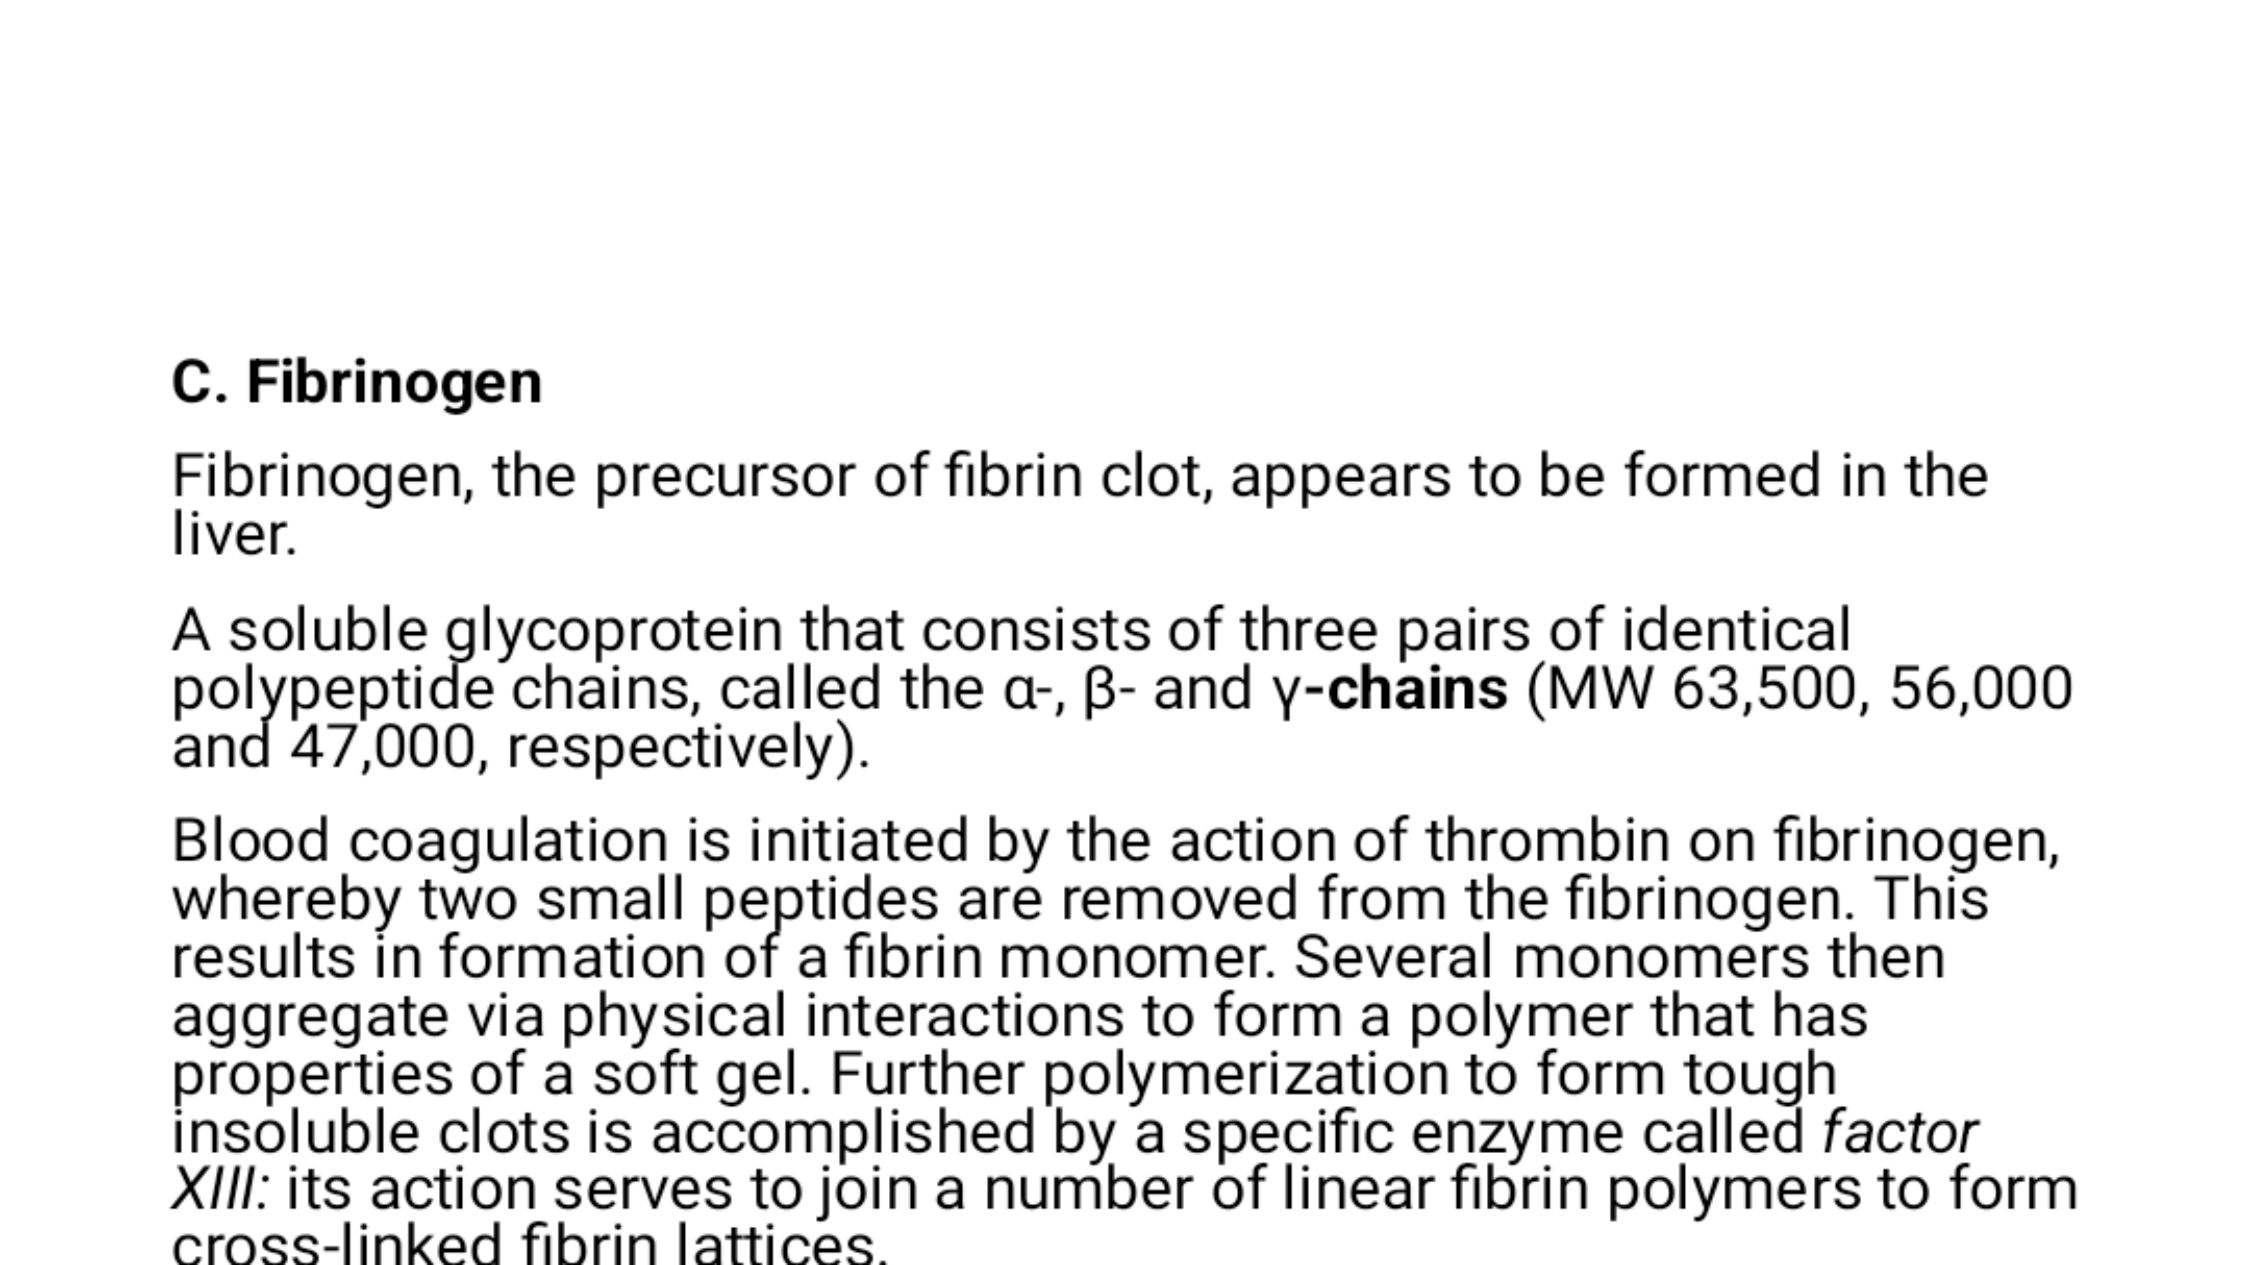 C. Fibrinogen
Fibrinogen, the precursor of fibrin clot, appears to be formed in the
liver.
A soluble glycoprotein that consists of three pairs of identical
polypeptide chains, called the α-, β- and γ-chains (MW 63,500, 56,000
and 47,000, respectively).
Blood coagulation is initiated by the action of thrombin on fibrinogen,
whereby two small peptides are removed from the fibrinogen. This
results in formation of a fibrin monomer. Several monomers then
aggregate via physical interactions to form a polymer that has
properties of a soft gel. Further polymerization to form tough
insoluble clots is accomplished by a specific enzyme called factor
XIII: its action serves to join a number of linear fibrin polymers to form
cross-linked fibrin lattices.